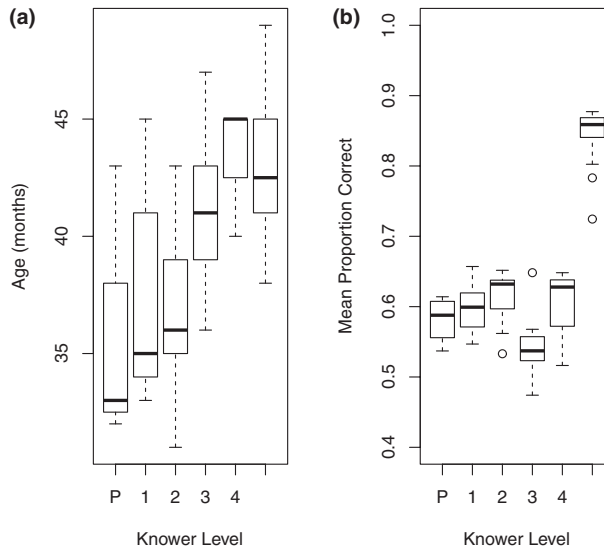 (a)
Age (months)
45
40
35
P 1 2 3 4
Knower Level
(b)
Mean Proportion Correct
1.0
0.9
0.8
0.7
0.6
0.5
0.4
P 1 2 3 4
Knower Level